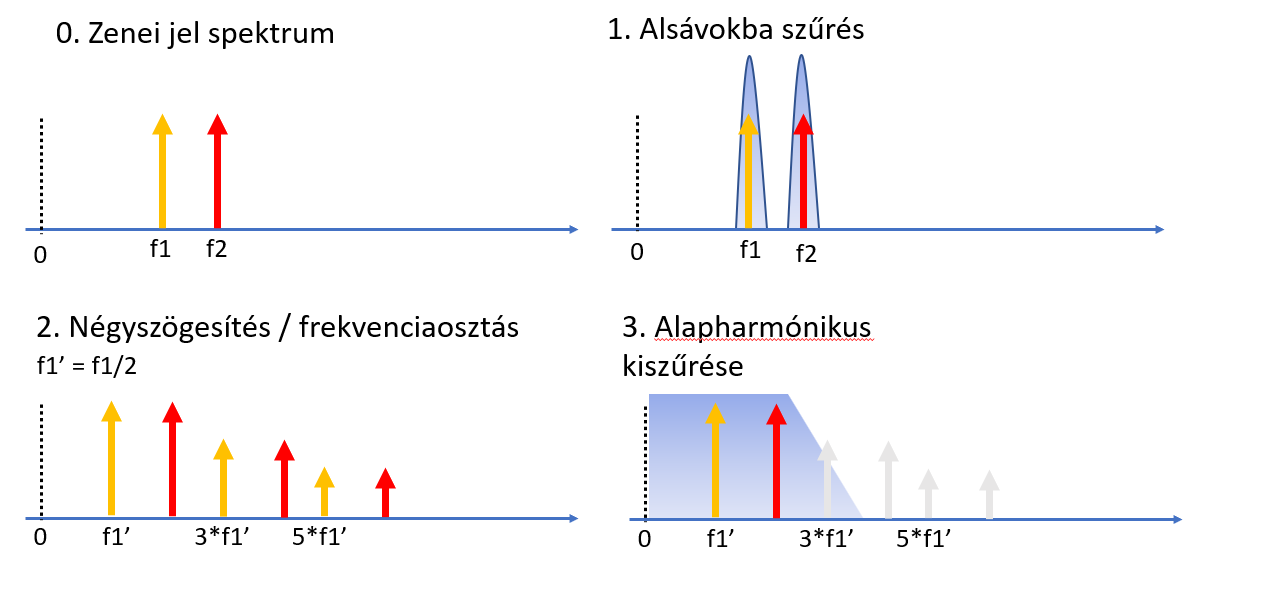 0. Zenei jel spektrum
0
f1
f2
1. Alsávokba szűrés
0
f1
f2
2. Négyszögesítés / frekvenciaosztás
f1’ = f1/2
0
f1’
3*f1’
5*f1’
3. Alapharmónikus
kiszűrése
0
f1’
3*f1’
5*f1’